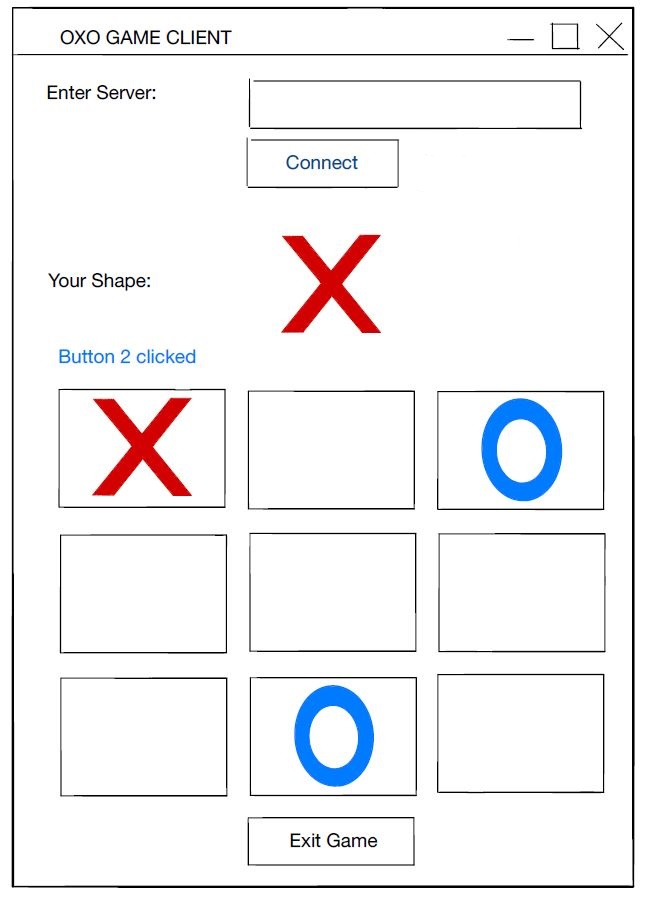 OXO GAME CLIENT
Enter Server:
Connect
Your Shape:
X
Button 2 clicked
X O
O
Exit Game